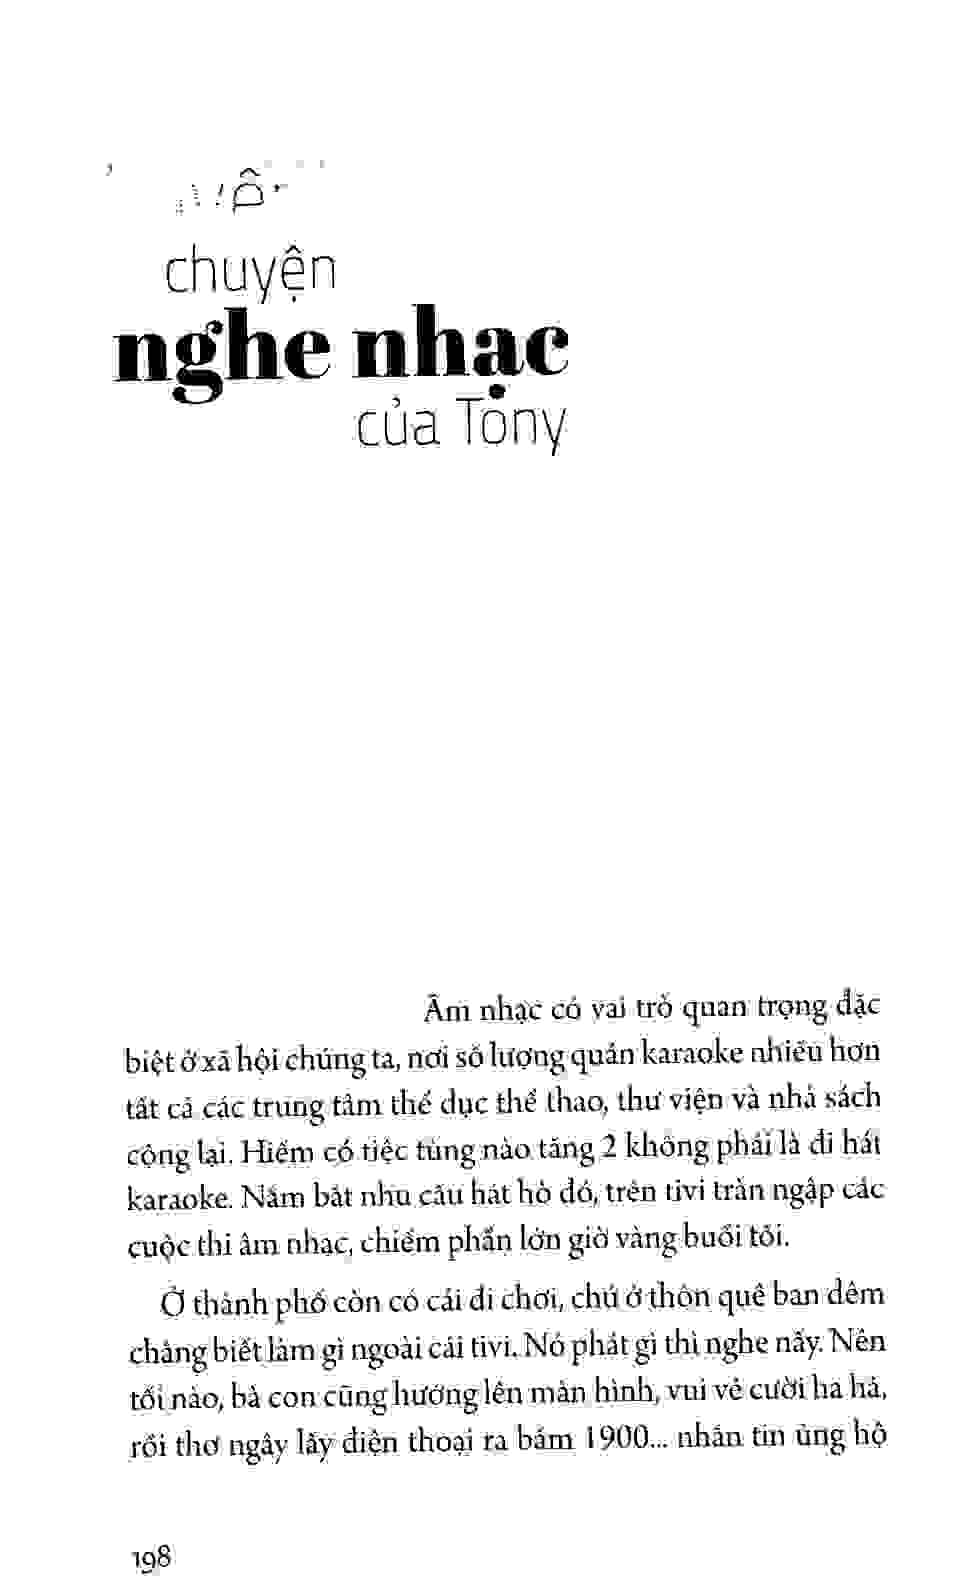 chuyện
nghe nhạc
của Tony
Âm nhạc có vai trò quan trọng đặc
biệt ở xã hội chúng ta, nơi số lượng quán karaoke nhiều hơn
tất cả các trung tâm thể dục thể thao, thư viện và nhà sách
cộng lại. Hiếm có tiệc tùng nào tăng 2 không phải là đi hát
karaoke. Nắm bắt nhu cầu hát hò đó, trên tivi tràn ngập các
cuộc thi âm nhạc, chiếm phần lớn giờ vàng buổi tối.
Ở thành phố còn có cái đi chơi, chứ ở thôn quê ban đêm
chẳng biết làm gì ngoài cái tivi. Nó phát gì thì nghe nấy. Nên
tối nào, bà con cũng hướng lên màn hình, vui vẻ cười ha hả,
rồi thơ ngây lấy điện thoại ra bấm 1900... nhắn tin ủng hộ
198